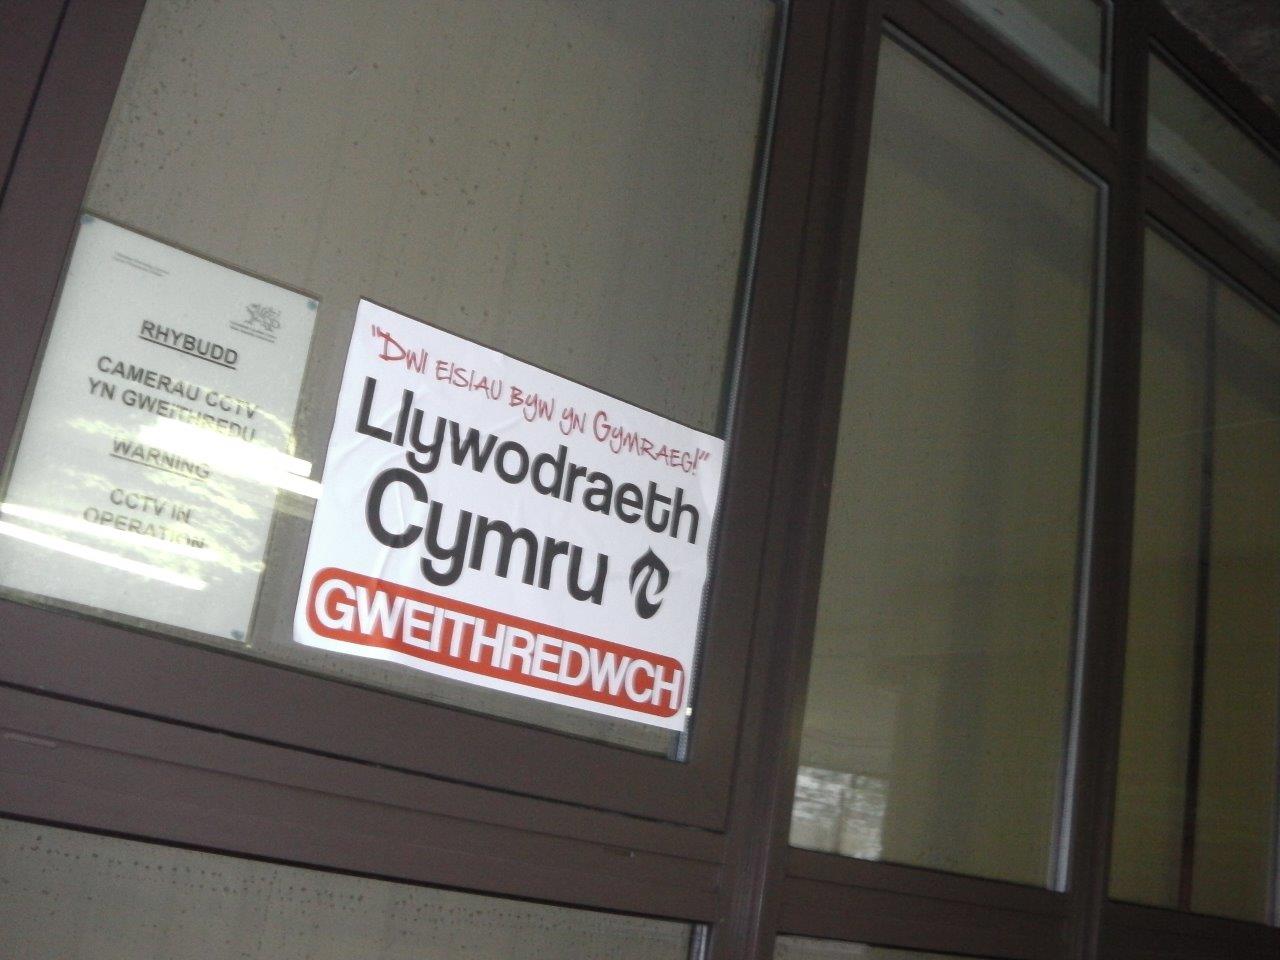 RHYBUDD
CAMERAU CCTV
YN GWEITHREDU
WARNING
CCTV IN
OPERATION
"DWI EISIAU BYW YN GYMRAEG!"
Llywodraeth
Cymru
GWEITHREDWCH